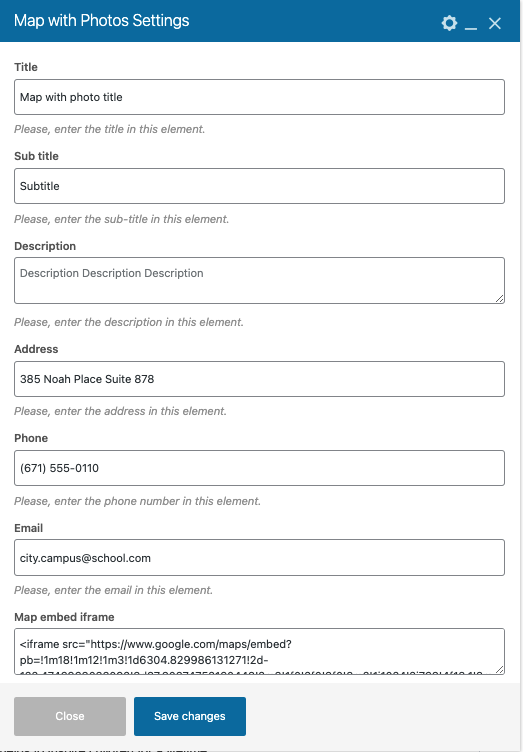 Map with Photos Settings
Title
Map with photo title
Please, enter the title in this element.
Sub title
Subtitle
Please, enter the sub-title in this element.
Description
Description Description Description
Please, enter the description in this element.
Address
385 Noah Place Suite 878
Please, enter the address in this element.
Phone
(671) 555-0110
Please, enter the phone number in this element.
Email
city.campus@school.com
Please, enter the email in this element.
Map embed iframe
<iframe src="https://www.google.com/maps/embed?
pb=!1m18!1m12!1m3!1d6304.829986131271!2d-
Close
Save changes